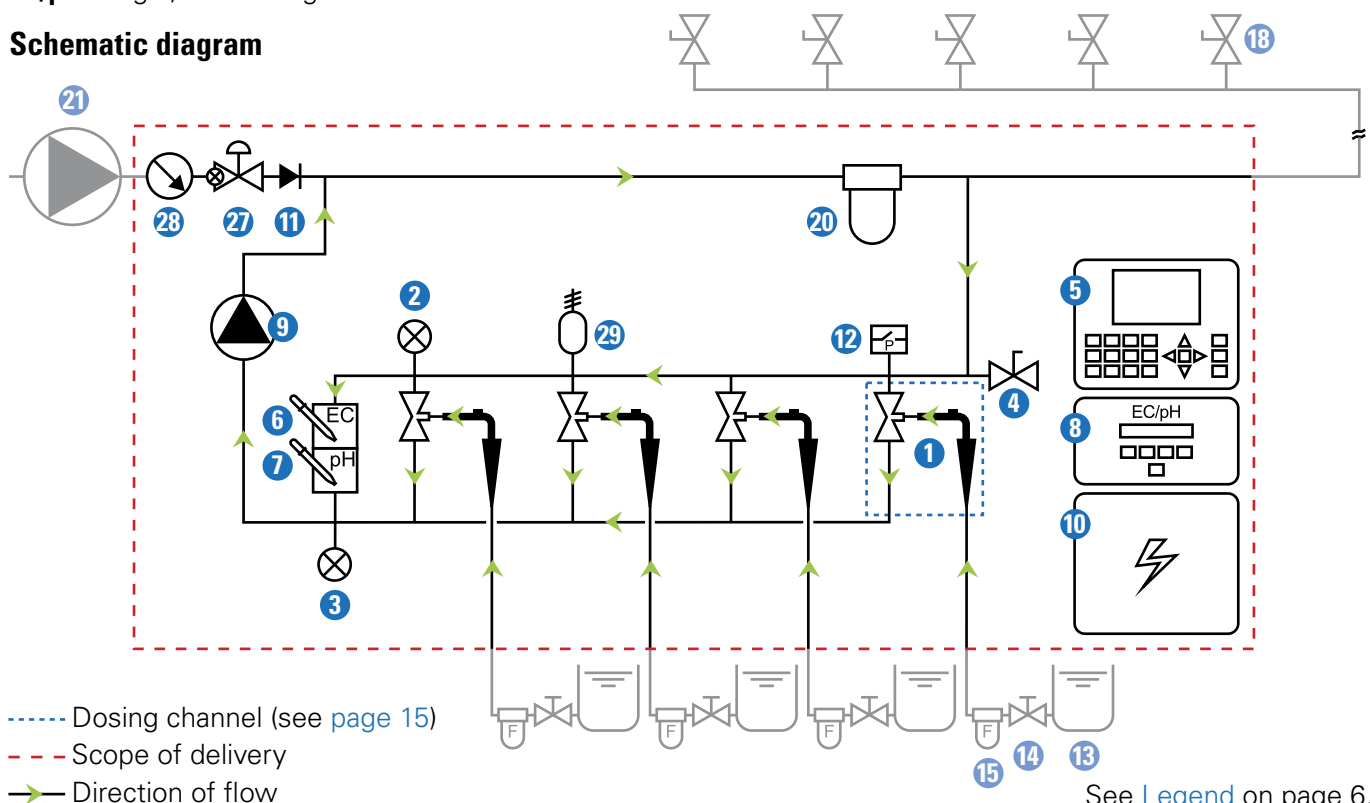 Schematic diagram
18
21
28
27
11
20
5
2
29
12
9
4
EC
6
1
EC/pH
8
7
pH
10
3
P
F
F
F
F
15
14
13
Dosing channel (see page 15)
Scope of delivery
Direction of flow
See Legend on page 6.